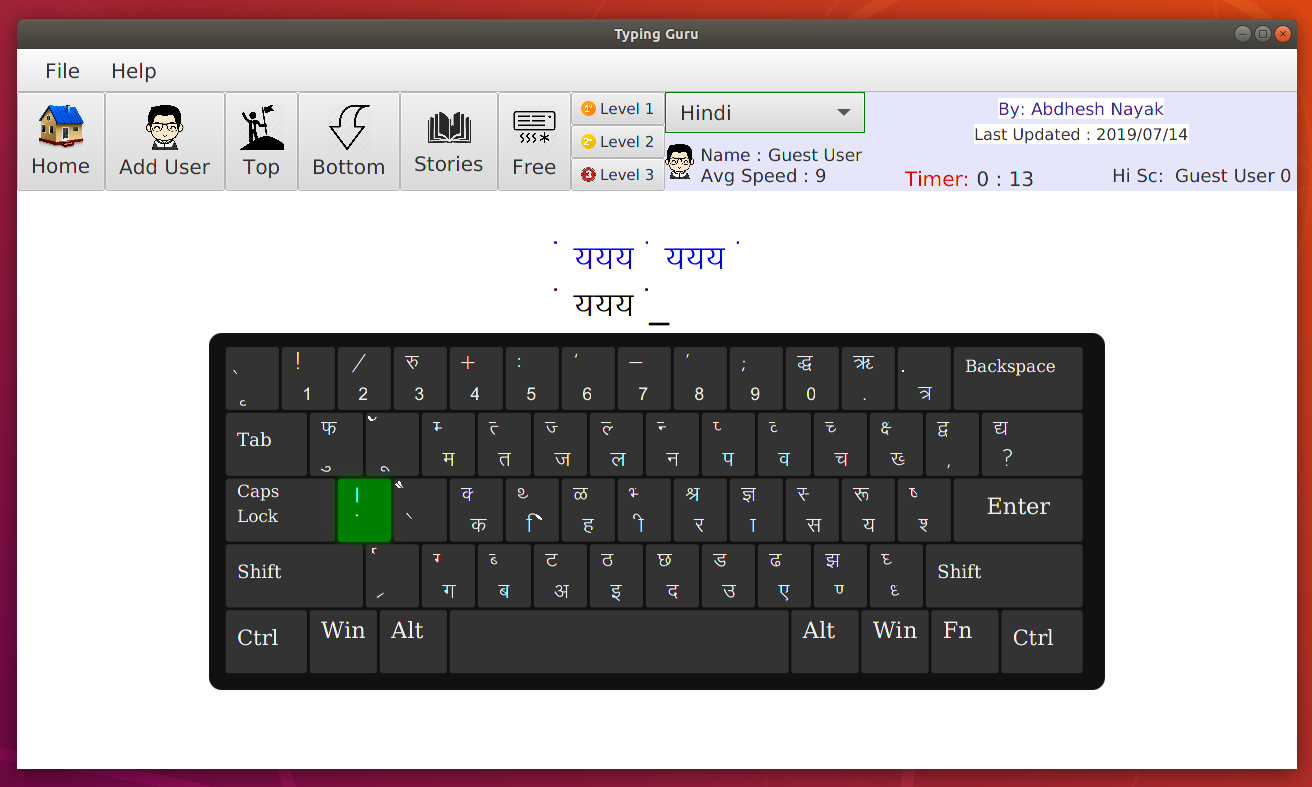 Typing Guru
File Help
Home
Add User
Top
Bottom
Stories
Free
Level 1
Level 2
Level 3
Hindi
Name : Guest User
Avg Speed : 9
By: Abdhesh Nayak
Last Updated : 2019/07/14
Timer: 0 : 13
Hi Sc: Guest User 0
ं ययय ं ययय ं
ं ययय ं_
! / रु + : ‘ – ’ ; द्ध ऋ . Backspace
1 2 3 4 5 6 7 8 9 0 . त्र
Tab फ ँ म्‍ त्‍ ज्‍ ल्‍ न्‍ प्‍ व्‍ च्‍ क्ष्‍ द्व द्य
ु ू म त ज ल न प व च ख्‍ , ?
Caps । ै क्‍ थ्‍ ळ भ्‍ श्र ज्ञ स्‍ रू ष्‍ Enter
Lock ं े क ि ह ी र ा स य श्‍
Shift र् ग्‍ ब्‍ ट ठ छ ड ढ झ घ्‍ Shift
्र ग ब अ इ द उ ए ण्‍ ध्‍
Ctrl Win Alt Alt Win Fn Ctrl